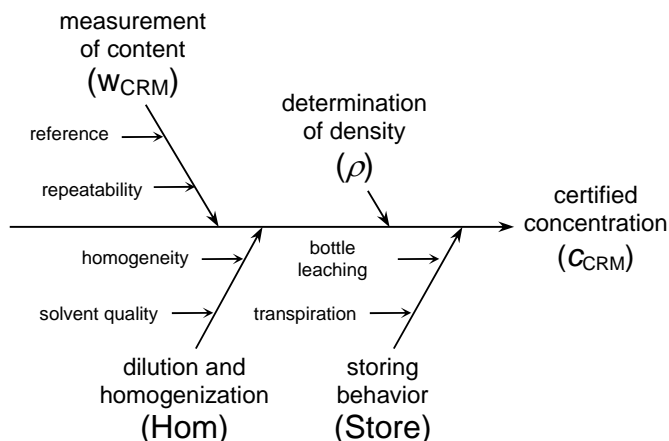 measurement
of content
(wCRM)
reference
repeatability
determination
of density
(ρ)
certified
concentration
(cCRM)
homogeneity
solvent quality
dilution and
homogenization
(Hom)
bottle
leaching
transpiration
storing
behavior
(Store)